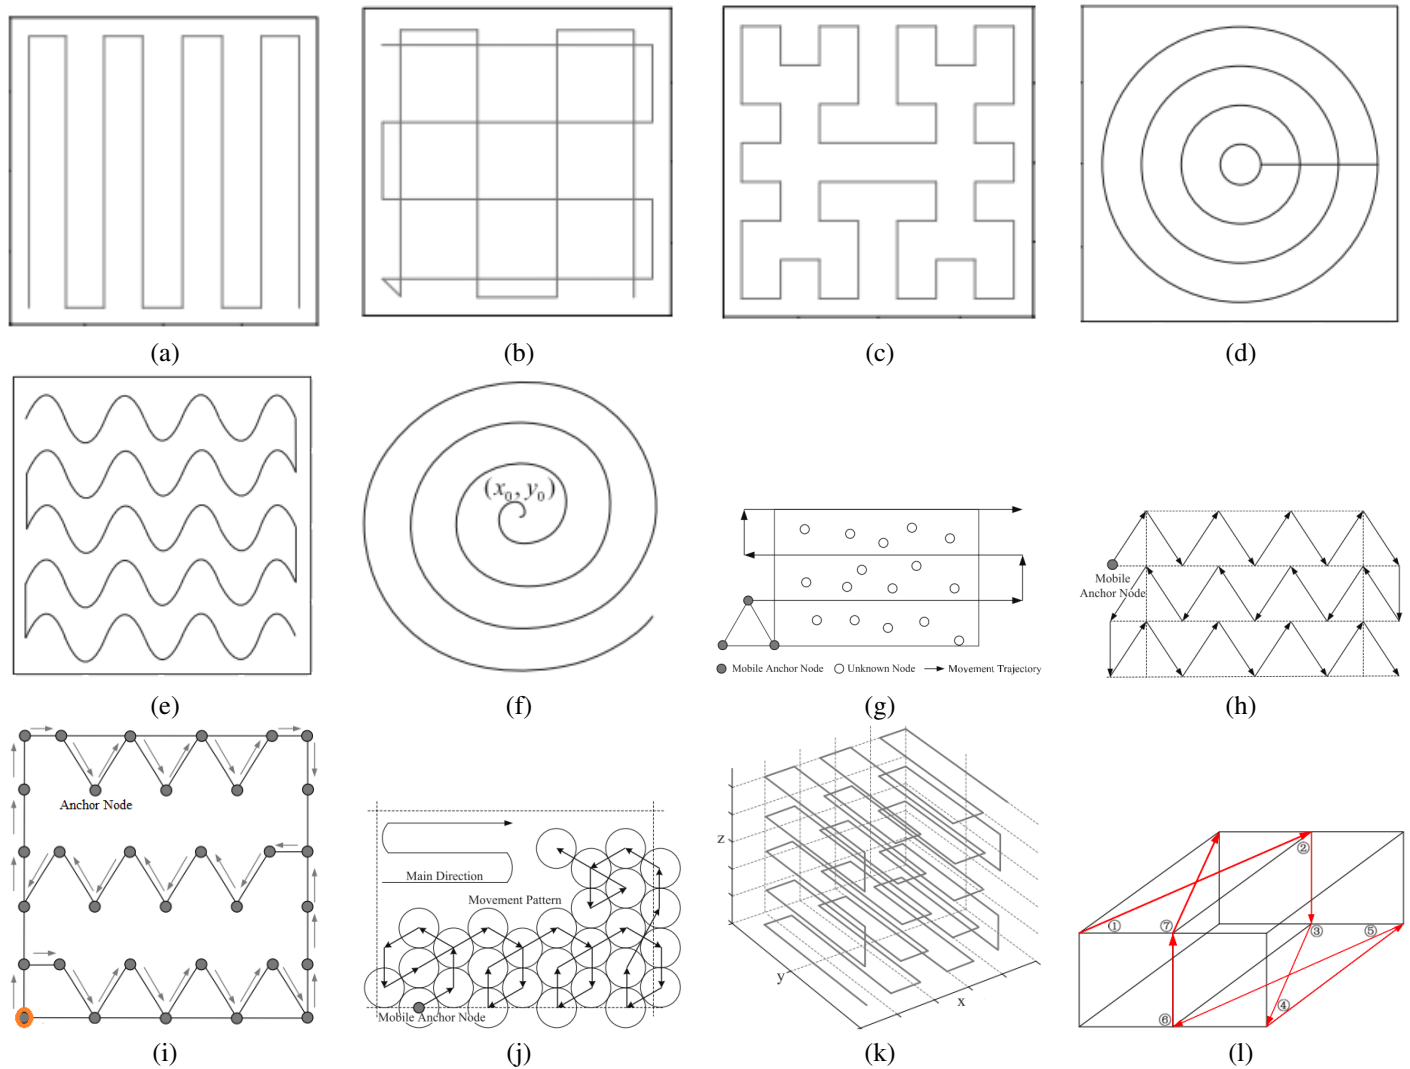 (a)
(b)
(c)
(d)
(x₀, y₀)
(e)
(f)
Mobile Anchor Node
Unknown Node
Movement Trajectory
(g)
Mobile
Anchor Node
(h)
Anchor Node
(i)
Main Direction
Movement Pattern
Mobile Anchor Node
(j)
z
y
x
(k)
②
①
⑦
③
⑤
④
⑥
(l)